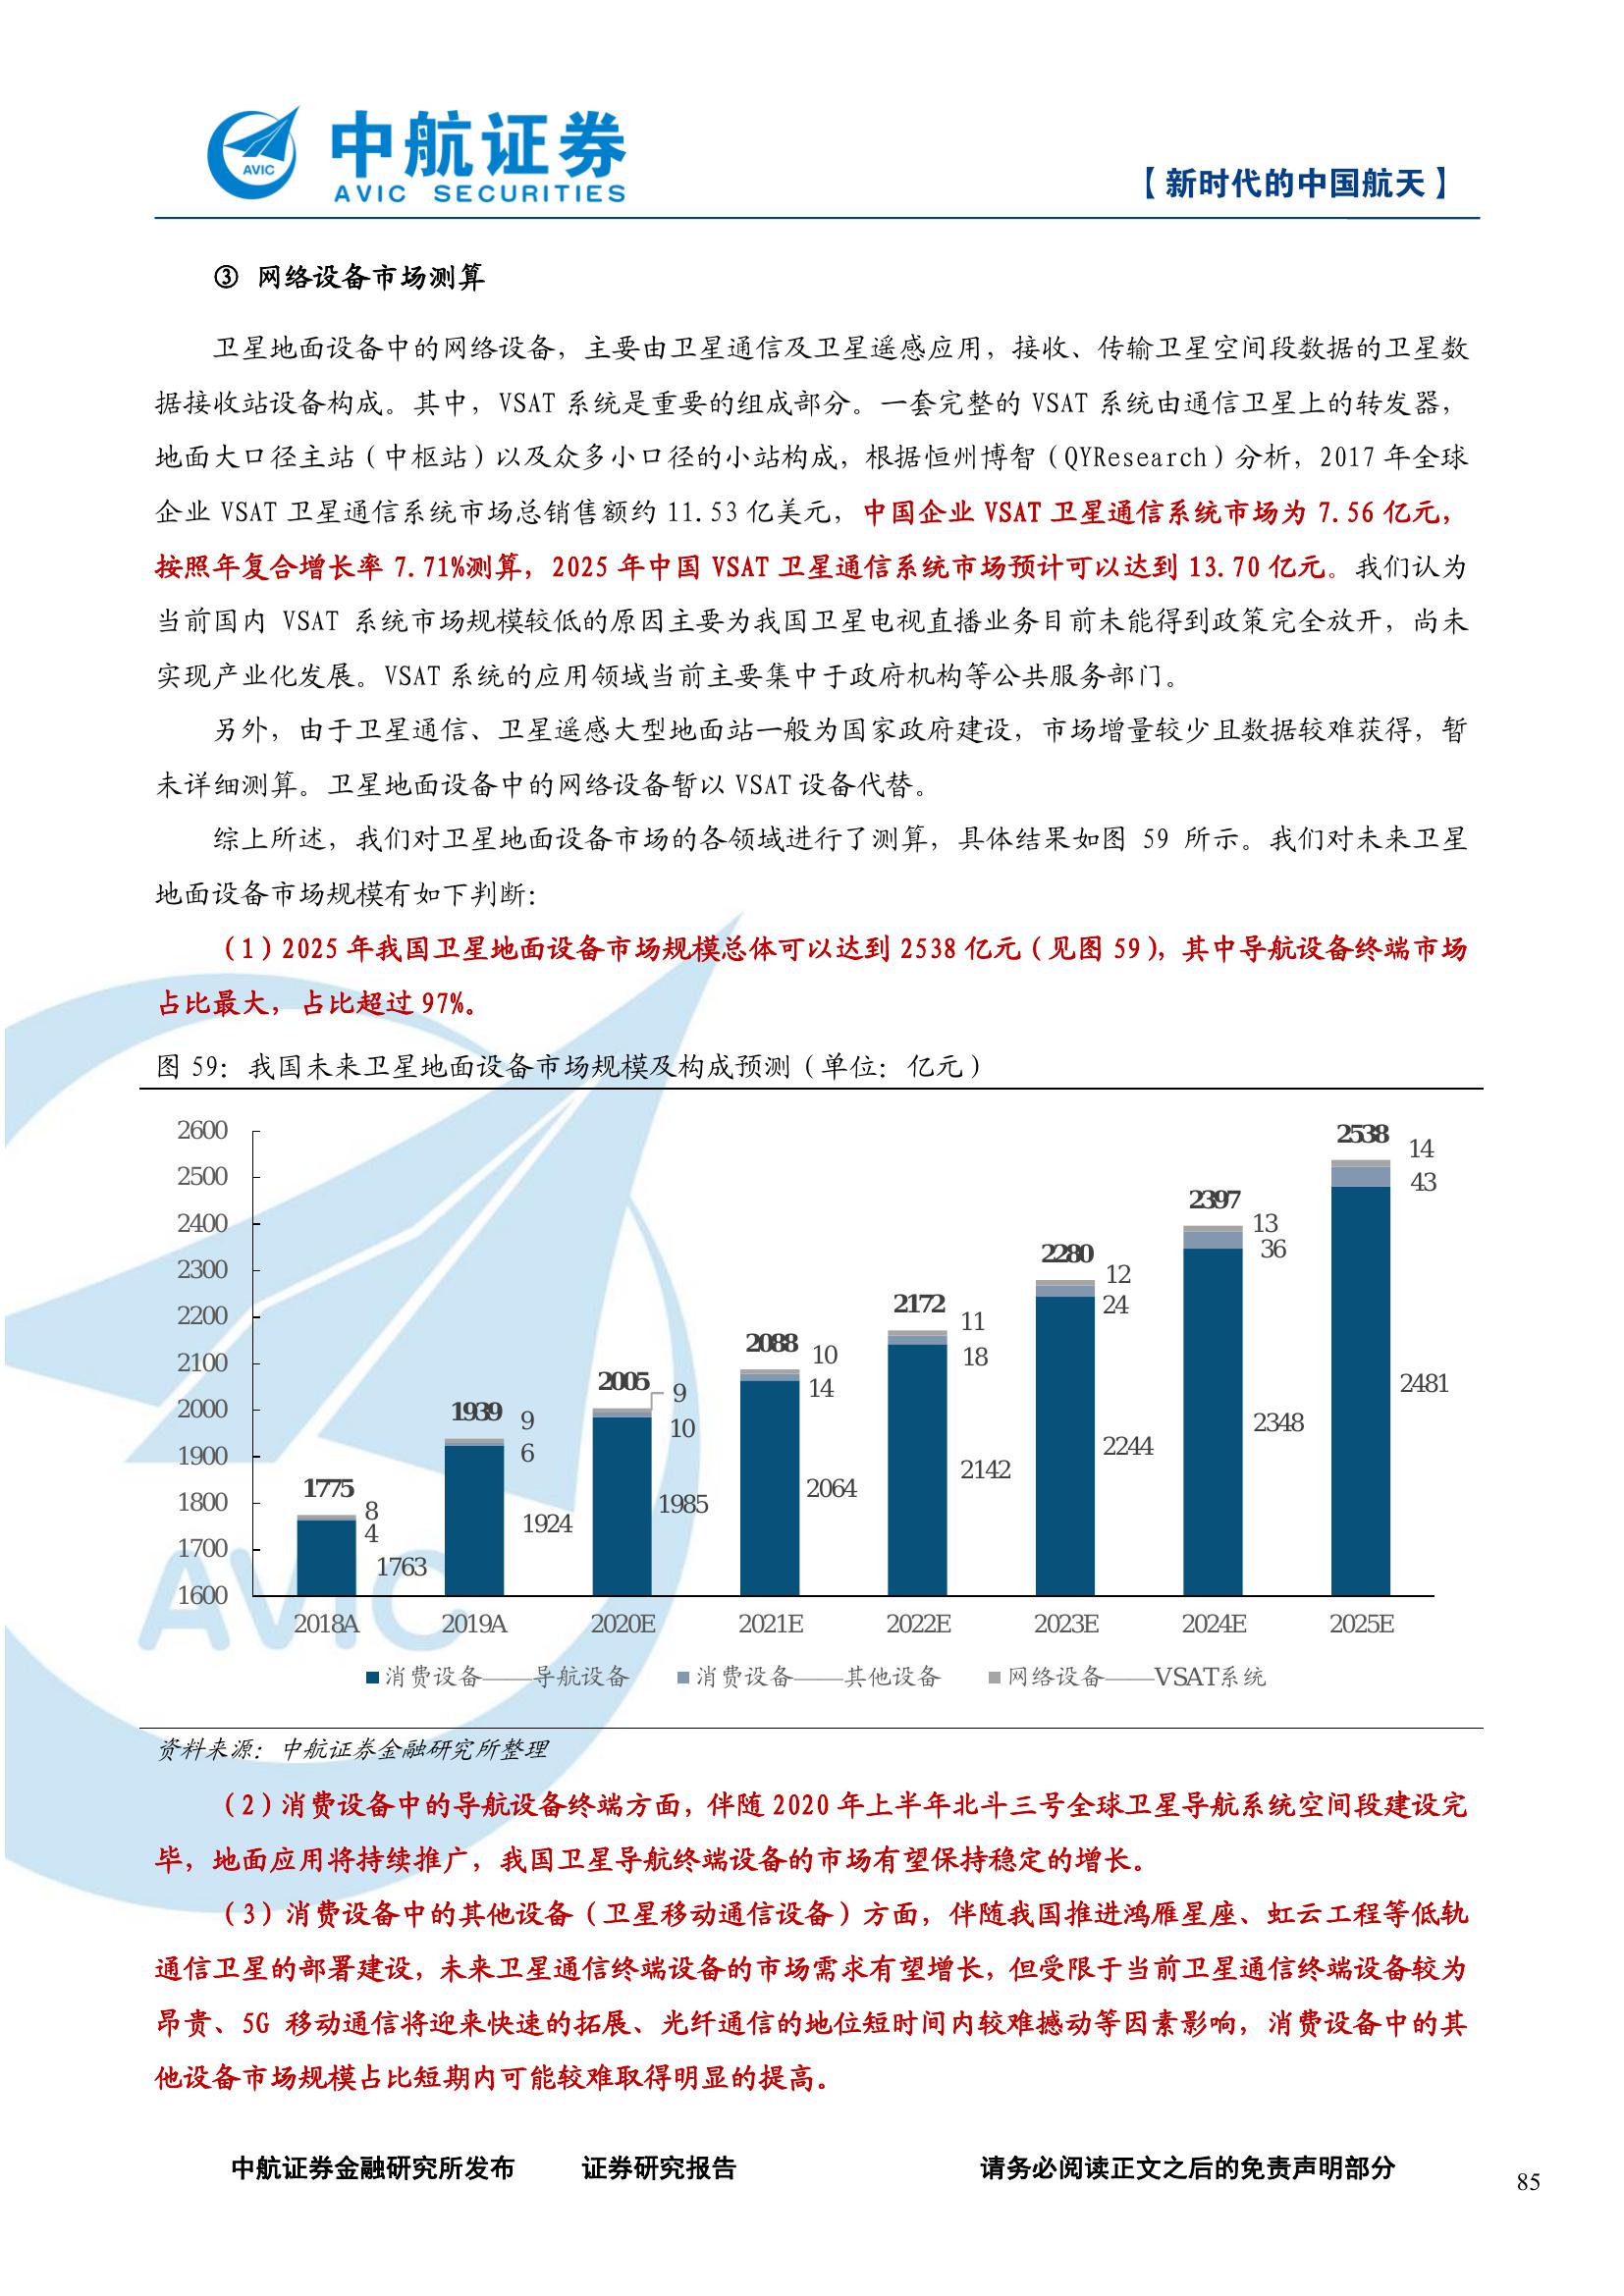 AVIC
中航证券
AVIC SECURITIES
【新时代的中国航天】
③ 网络设备市场测算
卫星地面设备中的网络设备，主要由卫星通信及卫星遥感应用，接收、传输卫星空间段数据的卫星数
据接收站设备构成。其中，VSAT 系统是重要的组成部分。一套完整的 VSAT 系统由通信卫星上的转发器，
地面大口径主站（中枢站）以及众多小口径的小站构成，根据恒州博智（QYResearch）分析，2017 年全球
企业 VSAT 卫星通信系统市场总销售额约 11.53 亿美元，中国企业 VSAT 卫星通信系统市场为 7.56 亿元，
按照年复合增长率 7.71%测算，2025 年中国 VSAT 卫星通信系统市场预计可以达到 13.70 亿元。我们认为
当前国内 VSAT 系统市场规模较低的原因主要为我国卫星电视直播业务目前未能得到政策完全放开，尚未
实现产业化发展。VSAT 系统的应用领域当前主要集中于政府机构等公共服务部门。
另外，由于卫星通信、卫星遥感大型地面站一般为国家政府建设，市场增量较少且数据较难获得，暂
未详细测算。卫星地面设备中的网络设备暂以 VSAT 设备代替。
综上所述，我们对卫星地面设备市场的各领域进行了测算，具体结果如图 59 所示。我们对未来卫星
地面设备市场规模有如下判断：
（1）2025 年我国卫星地面设备市场规模总体可以达到 2538 亿元（见图 59），其中导航设备终端市场
占比最大，占比超过 97%。
图 59：我国未来卫星地面设备市场规模及构成预测（单位：亿元）
2600
2500
2400
2300
2200
2100
2000
1900
1800
1700
1600
1775
8
4
1763
1939
9
6
1924
2005
9
10
1985
2088
10
14
2064
2172
11
18
2142
2280
12
24
2244
2397
13
36
2348
2538
14
43
2481
2018A 2019A 2020E 2021E 2022E 2023E 2024E 2025E
消费设备——导航设备 消费设备——其他设备 网络设备——VSAT系统
AVIC
资料来源：中航证券金融研究所整理
（2）消费设备中的导航设备终端方面，伴随 2020 年上半年北斗三号全球卫星导航系统空间段建设完
毕，地面应用将持续推广，我国卫星导航终端设备的市场有望保持稳定的增长。
（3）消费设备中的其他设备（卫星移动通信设备）方面，伴随我国推进鸿雁星座、虹云工程等低轨
通信卫星的部署建设，未来卫星通信终端设备的市场需求有望增长，但受限于当前卫星通信终端设备较为
昂贵、5G 移动通信将迎来快速的拓展、光纤通信的地位短时间内较难撼动等因素影响，消费设备中的其
他设备市场规模占比短期内可能较难取得明显的提高。
中航证券金融研究所发布 证券研究报告 请务必阅读正文之后的免责声明部分
85